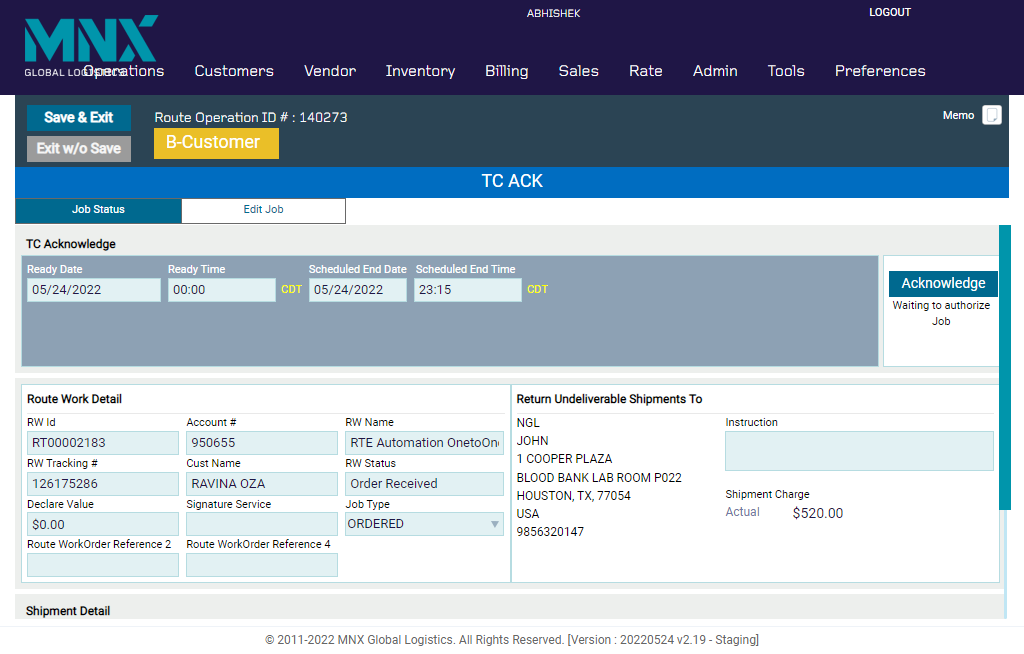 ABHISHEK
LOGOUT
MNX
GLOBAL LOGISTICS
Operations Customers Vendor Inventory Billing Sales Rate Admin Tools Preferences
Save & Exit
Exit w/o Save
Route Operation ID # : 140273
B-Customer
Memo
TC ACK
Job Status
Edit Job
TC Acknowledge
Ready Date Ready Time Scheduled End Date Scheduled End Time
05/24/2022 00:00 CDT 05/24/2022 23:15 CDT
Acknowledge
Waiting to authorize
Job
Route Work Detail
RW Id Account # RW Name
RT00002183 950655 RTE Automation OnetoOn
RW Tracking # Cust Name RW Status
126175286 RAVINA OZA Order Received
Declare Value Signature Service Job Type
$0.00 ORDERED
Route WorkOrder Reference 2 Route WorkOrder Reference 4
Return Undeliverable Shipments To
NGL
JOHN
1 COOPER PLAZA
BLOOD BANK LAB ROOM P022
HOUSTON, TX, 77054
USA
9856320147
Instruction
Shipment Charge
Actual $520.00
Shipment Detail
© 2011-2022 MNX Global Logistics. All Rights Reserved. [Version : 20220524 v2.19 - Staging]